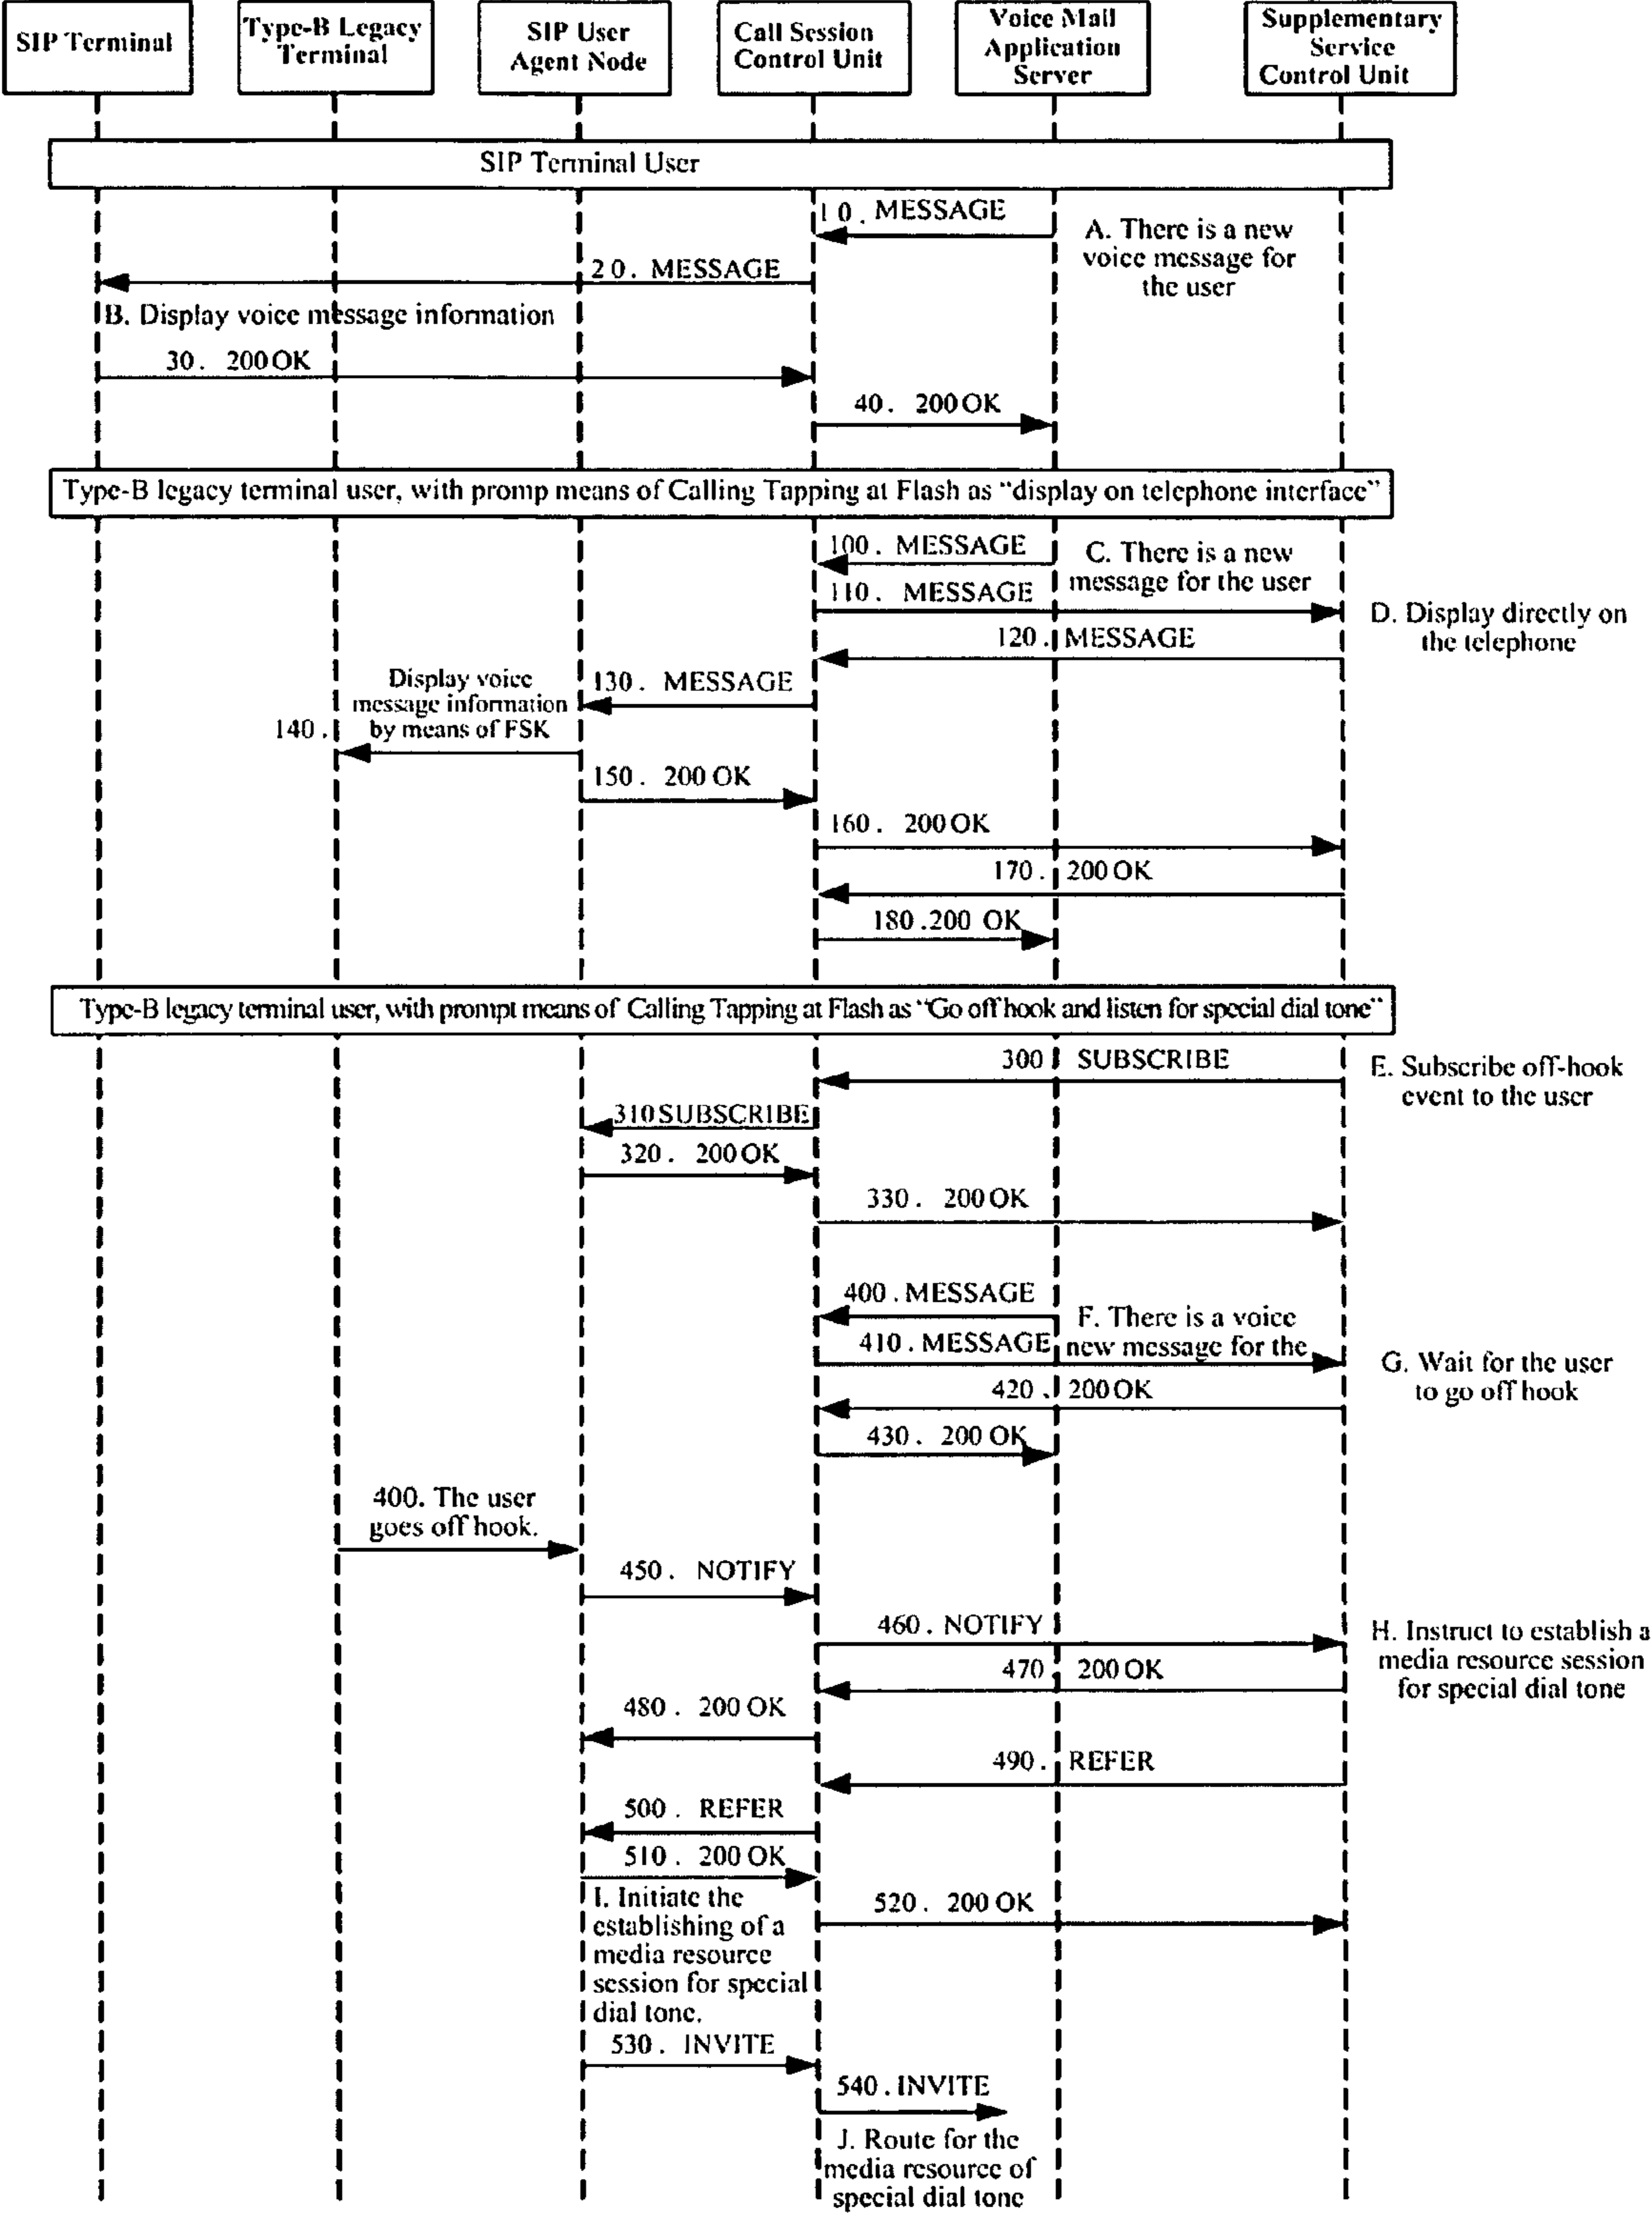 SIP Terminal
Type-B Legacy
Terminal
SIP User
Agent Node
Call Session
Control Unit
Voice Mail
Application
Server
Supplementary
Service
Control Unit
SIP Terminal User
10. MESSAGE
A. There is a new
voice message for
the user
20. MESSAGE
B. Display voice message information
30. 200 OK
40. 200 OK
Type-B legacy terminal user, with promp means of Calling Tapping at Flash as "display on telephone interface"
100. MESSAGE
C. There is a new
message for the user
110. MESSAGE
D. Display directly on
the telephone
120. MESSAGE
Display voice
message information
by means of FSK
130. MESSAGE
140.
150. 200 OK
160. 200 OK
170. 200 OK
180.200 OK
Type-B legacy terminal user, with prompt means of Calling Tapping at Flash as "Go off hook and listen for special dial tone"
300 SUBSCRIBE
E. Subscribe off-hook
event to the user
310 SUBSCRIBE
320. 200 OK
330. 200 OK
400. MESSAGE
F. There is a voice
new message for the
410. MESSAGE
G. Wait for the user
to go off hook
420. 200 OK
430. 200 OK
400. The user
goes off hook.
450. NOTIFY
460. NOTIFY
H. Instruct to establish a
media resource session
for special dial tone
470. 200 OK
480. 200 OK
490. REFER
500. REFER
510. 200 OK
I. Initiate the
establishing of a
media resource
session for special
dial tone.
520. 200 OK
530. INVITE
540. INVITE
J. Route for the
media resource of
special dial tone